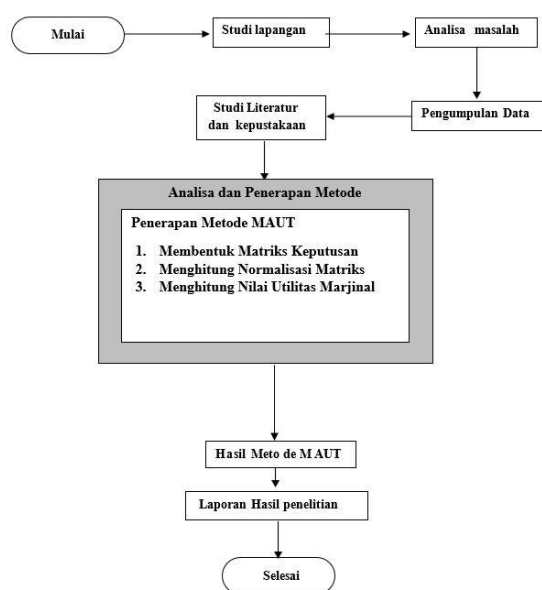 Mulai
Studi lapangan
Analisa masalah
Pengumpulan Data
Studi Literatur
dan kepustakaan
Analisa dan Penerapan Metode
Penerapan Metode MAUT
1. Membentuk Matriks Keputusan
2. Menghitung Normalisasi Matriks
3. Menghitung Nilai Utilitas Marjinal
Hasil Meto de M AUT
Laporan Hasil penelitian
Selesai